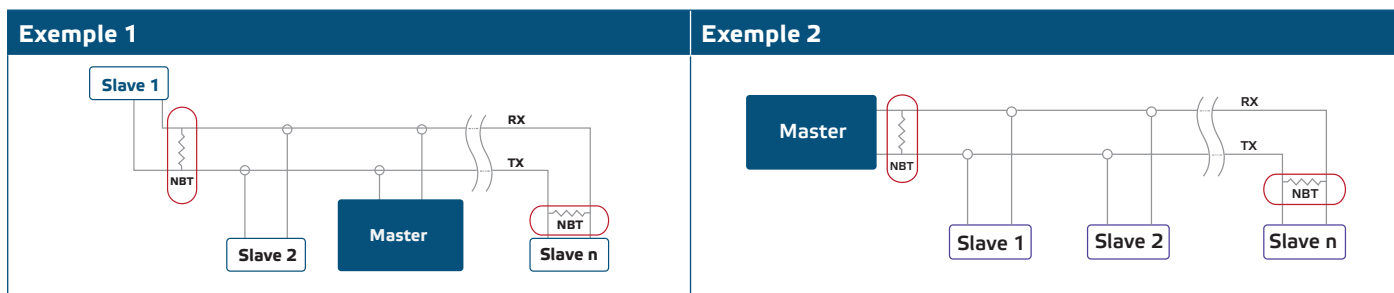 Exemple 1
Slave 1
RX
TX
NBT
NBT
Master
Slave 2
Slave n
Exemple 2
Master
RX
TX
NBT
NBT
Slave 1
Slave 2
Slave n